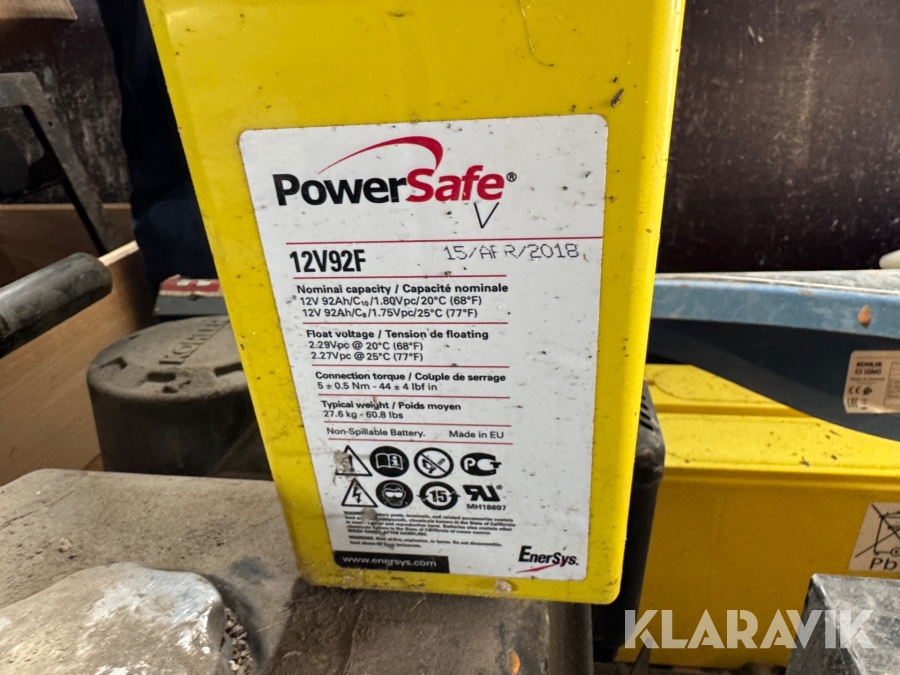 PowerSafe®
V
12V92F
15/APR/2018
Nominal capacity / Capacité nominale
12V 92Ah/C₁₀/1.80Vpc/20°C (68°F)
12V 92Ah/C₈/1.75Vpc/25°C (77°F)
Float voltage / Tension de floating
2.29Vpc @ 20°C (68°F)
2.27Vpc @ 25°C (77°F)
Connection torque / Couple de serrage
5 ± 0.5 Nm - 44 ± 4 lbf in
Typical weight / Poids moyen
27.6 kg - 60.8 lbs
Non-Spillable Battery. Made in EU
15
MH18697
www.enersys.com
EnerSys.
KOHLER
Pb
KLARAVIK